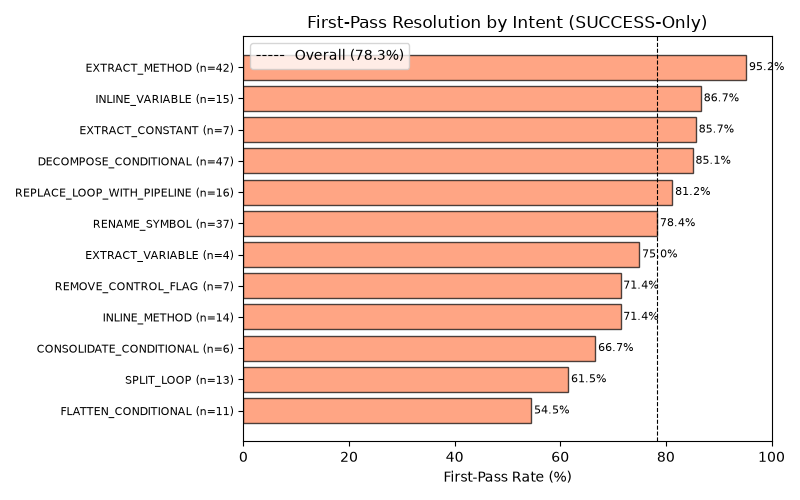 First-Pass Resolution by Intent (SUCCESS-Only)
Overall (78.3%)
EXTRACT_METHOD (n=42) 95.2%
INLINE_VARIABLE (n=15) 86.7%
EXTRACT_CONSTANT (n=7) 85.7%
DECOMPOSE_CONDITIONAL (n=47) 85.1%
REPLACE_LOOP_WITH_PIPELINE (n=16) 81.2%
RENAME_SYMBOL (n=37) 78.4%
EXTRACT_VARIABLE (n=4) 75.0%
REMOVE_CONTROL_FLAG (n=7) 71.4%
INLINE_METHOD (n=14) 71.4%
CONSOLIDATE_CONDITIONAL (n=6) 66.7%
SPLIT_LOOP (n=13) 61.5%
FLATTEN_CONDITIONAL (n=11) 54.5%
0 20 40 60 80 100
First-Pass Rate (%)